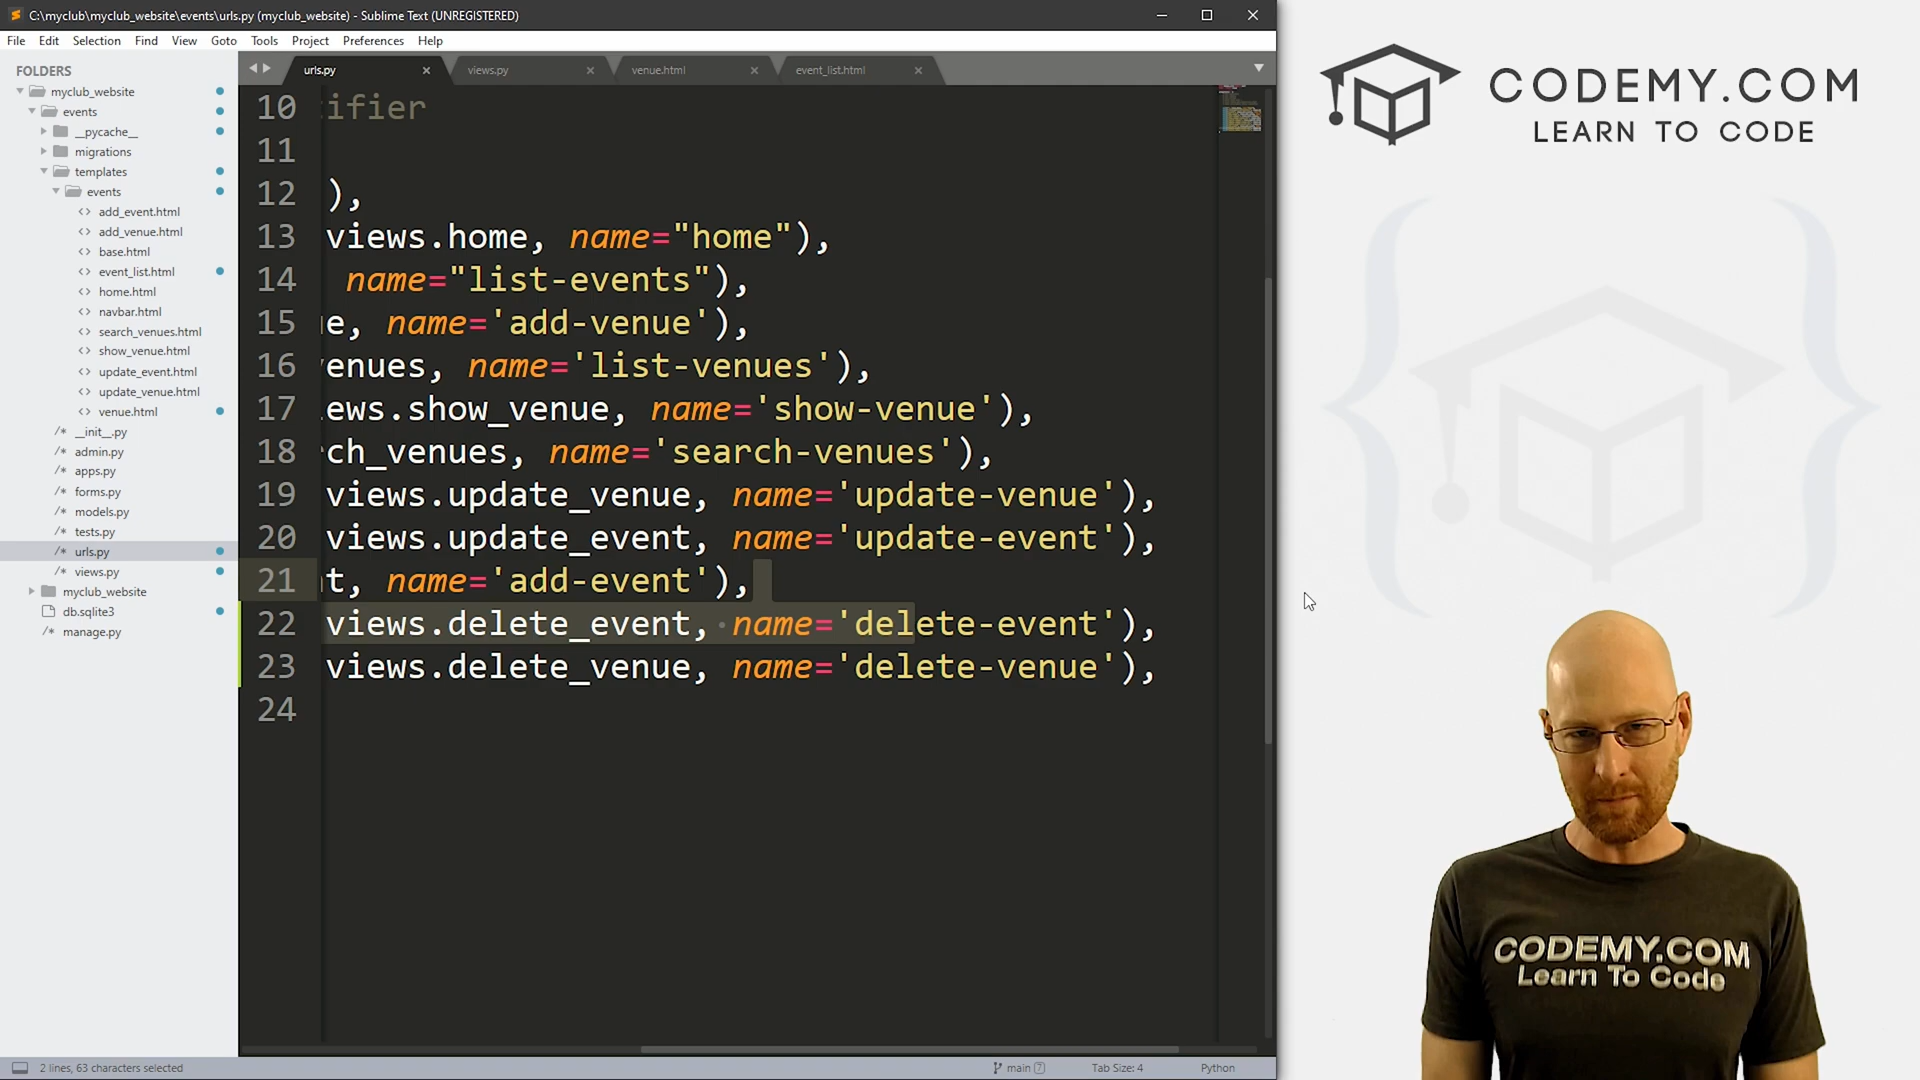 C:\myclub\myclub_website\events\urls.py (myclub_website) - Sublime Text (UNREGISTERED)
File Edit Selection Find View Goto Tools Project Preferences Help
FOLDERS
myclub_website
events
__pycache__
migrations
templates
events
add_event.html
add_venue.html
base.html
event_list.html
home.html
navbar.html
search_venues.html
show_venue.html
update_event.html
update_venue.html
venue.html
__init__.py
admin.py
apps.py
forms.py
models.py
tests.py
urls.py
views.py
myclub_website
db.sqlite3
manage.py
urls.py views.py venue.html event_list.html
10 ifier
11
12 ),
13 views.home, name="home"),
14 name="list-events"),
15 e, name='add-venue'),
16 venues, name='list-venues'),
17 ews.show_venue, name='show-venue'),
18 rch_venues, name='search-venues'),
19 views.update_venue, name='update-venue'),
20 views.update_event, name='update-event'),
21 t, name='add-event'),
22 views.delete_event, name='delete-event'),
23 views.delete_venue, name='delete-venue'),
24
2 lines, 63 characters selected
main 7
Tab Size: 4
Python
CODEMY.COM
LEARN TO CODE
CODEMY.COM
Learn To Code